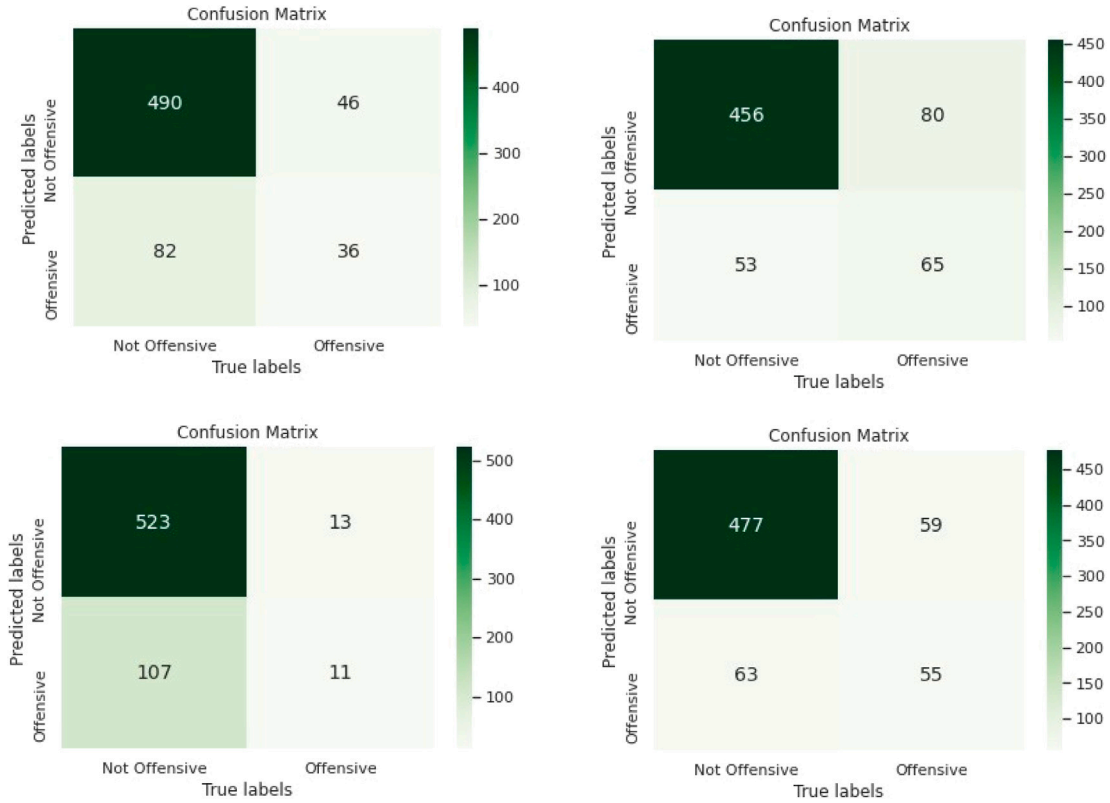 Confusion Matrix
Predicted labels
Not Offensive
Offensive
490 46
82 36
Not Offensive Offensive
True labels
400
300
200
100
Confusion Matrix
Predicted labels
Not Offensive
Offensive
456 80
53 65
Not Offensive Offensive
True labels
450
400
350
300
250
200
150
100
Confusion Matrix
Predicted labels
Not Offensive
Offensive
523 13
107 11
Not Offensive Offensive
True labels
500
400
300
200
100
Confusion Matrix
Predicted labels
Not Offensive
Offensive
477 59
63 55
Not Offensive Offensive
True labels
450
400
350
300
250
200
150
100